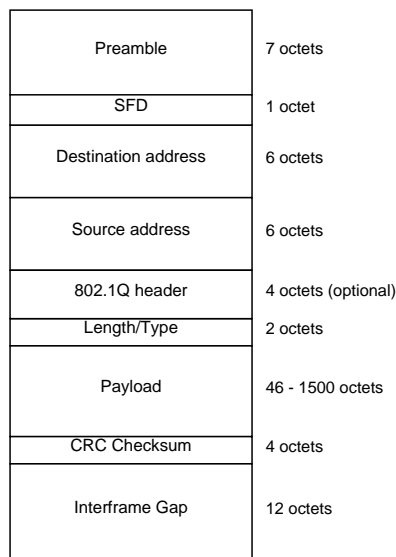 Preamble 7 octets
SFD 1 octet
Destination address 6 octets
Source address 6 octets
802.1Q header 4 octets (optional)
Length/Type 2 octets
Payload 46 - 1500 octets
CRC Checksum 4 octets
Interframe Gap 12 octets